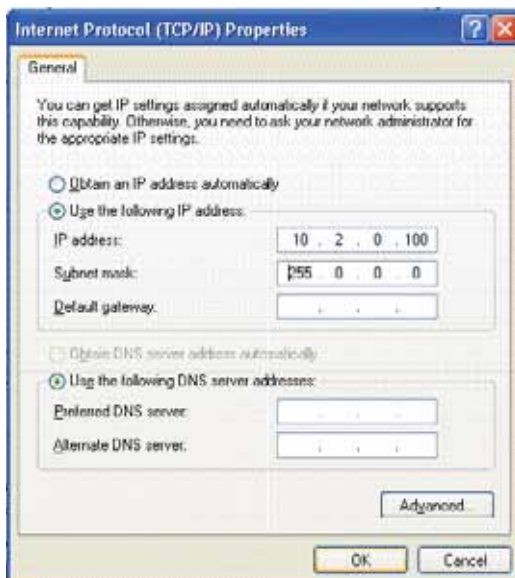 Internet Protocol (TCP/IP) Properties
General
You can get IP settings assigned automatically if your network supports
this capability. Otherwise, you need to ask your network administrator for
the appropriate IP settings.
Obtain an IP address automatically
Use the following IP address:
IP address: 10 . 2 . 0 . 100
Subnet mask: 255 . 0 . 0 . 0
Default gateway: . . .
Obtain DNS server address automatically
Use the following DNS server addresses:
Preferred DNS server: . . .
Alternate DNS server: . . .
Advanced...
OK Cancel